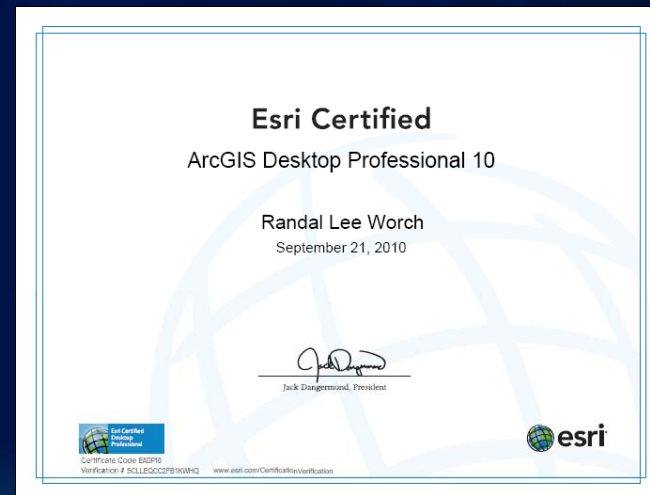 Esri Certified
ArcGIS Desktop Professional 10
Randal Lee Worch
September 21, 2010
Jack Dangermond, President
Esri Certified
Desktop
Professional
Certificate Code EADP10
Verification # www.esri.com/CertificationVerification
esri